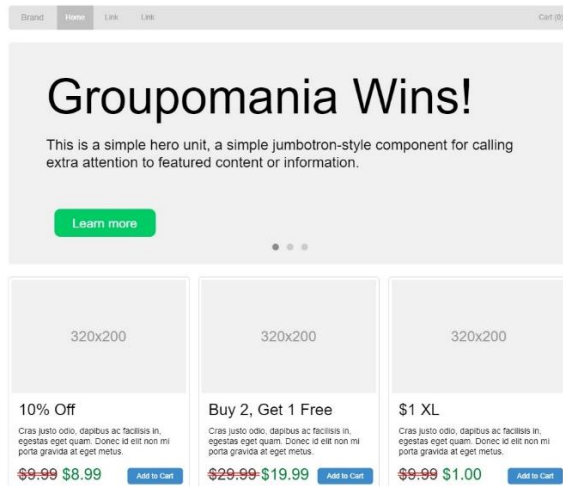 Brand Home Link Link Cart (0)
Groupomania Wins!
This is a simple hero unit, a simple jumbotron-style component for calling
extra attention to featured content or information.
Learn more
320x200 320x200 320x200
10% Off
Cras justo odio, dapibus ac facilisis in,
egestas eget quam. Donec id elit non mi
porta gravida at eget metus.
$9.99 $8.99 Add to Cart
Buy 2, Get 1 Free
Cras justo odio, dapibus ac facilisis in,
egestas eget quam. Donec id elit non mi
porta gravida at eget metus.
$29.99 $19.99 Add to Cart
$1 XL
Cras justo odio, dapibus ac facilisis in,
egestas eget quam. Donec id elit non mi
porta gravida at eget metus.
$9.99 $1.00 Add to Cart